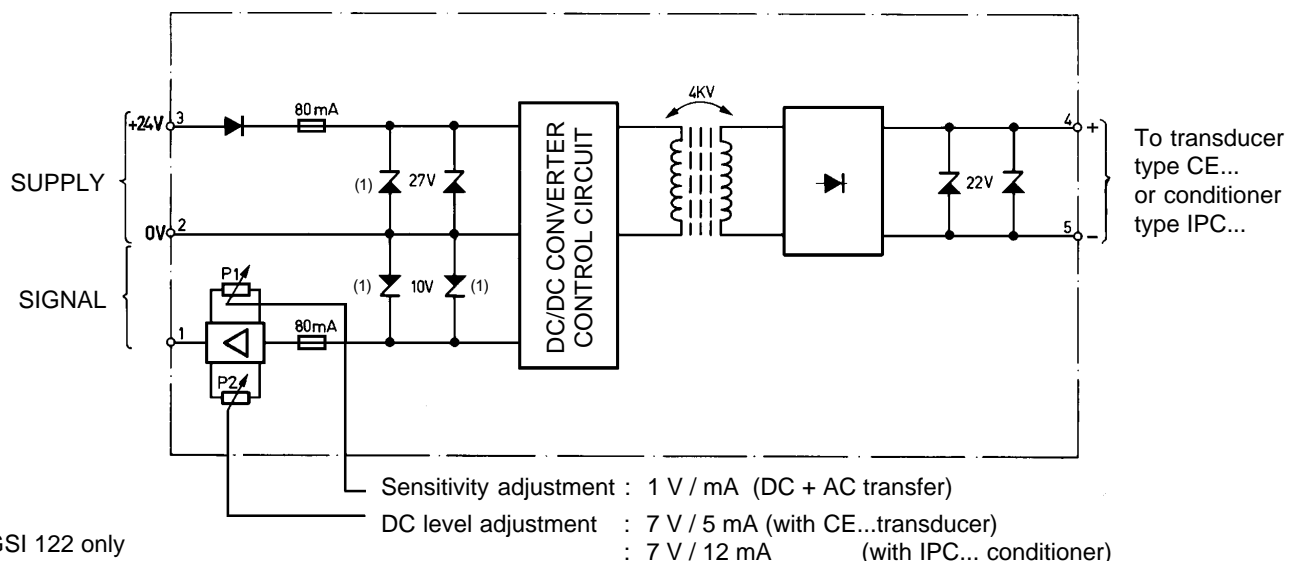 4KV
+24V
3
80mA
4
+
To transducer
type CE...
or conditioner
type IPC...
SUPPLY
(1)
27V
22V
DC/DC CONVERTER
CONTROL CIRCUIT
0V
2
5
−
SIGNAL
P1
(1)
10V
(1)
1
80mA
P2
Sensitivity adjustment : 1 V / mA (DC + AC transfer)
DC level adjustment : 7 V / 5 mA (with CE...transducer)
: 7 V / 12 mA (with IPC... conditioner)
SI 122 only